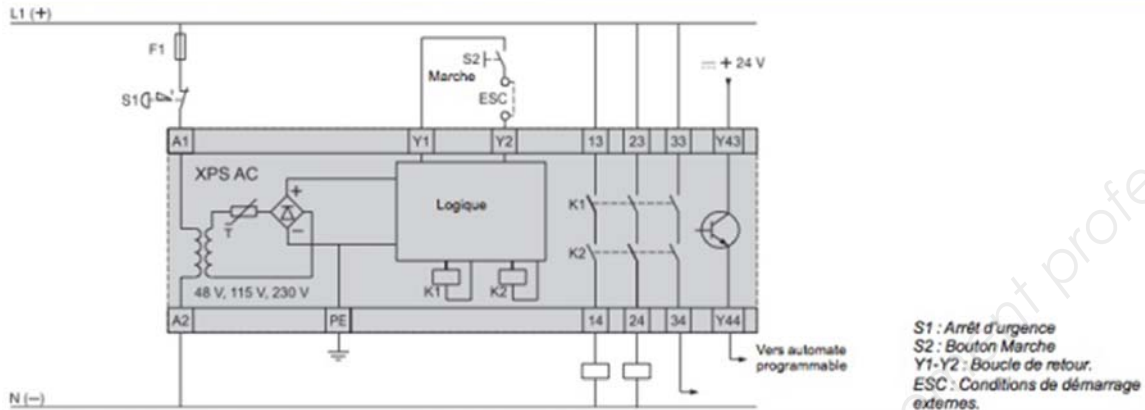 L1 (+)
F1
S2
Marche
+ 24 V
S1
ESC
A1
Y1
Y2
13
23
33
Y43
XPS AC
+
Logique
K1
T
−
K2
48 V, 115 V, 230 V
K1
K2
A2
PE
14
24
34
Y44
Vers automate
programmable
N (−)
S1 : Arrêt d'urgence
S2 : Bouton Marche
Y1-Y2 : Boucle de retour.
ESC : Conditions de démarrage
externes.